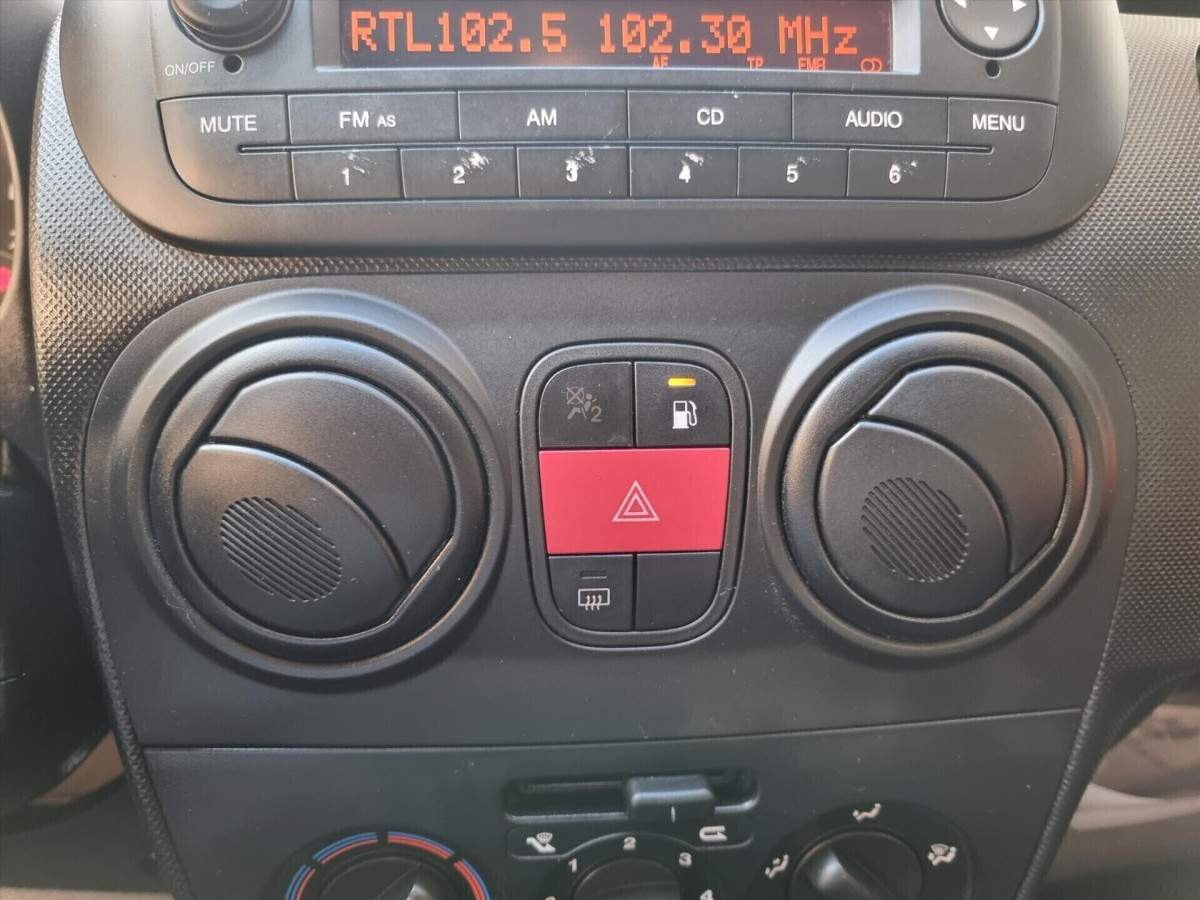 RTL102.5 102.30 MHz
AF TP FM8
ON/OFF
MUTE FM AS AM CD AUDIO MENU
1 2 3 4 5 6
2
1 2 3 4